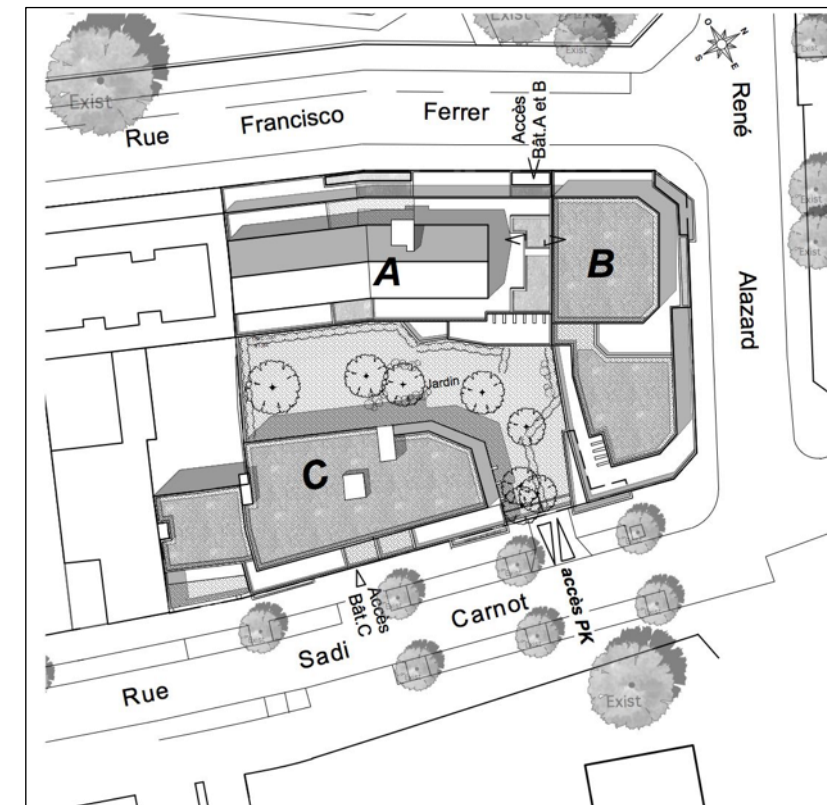 Exist
Exist
Exist
O N
S E
René
Rue Francisco Ferrer
Accès
Bât.A et B
A
B
Alazard
Jardin
C
Accès
Bât.C
accès PK
Rue Sadi Carnot
Exist